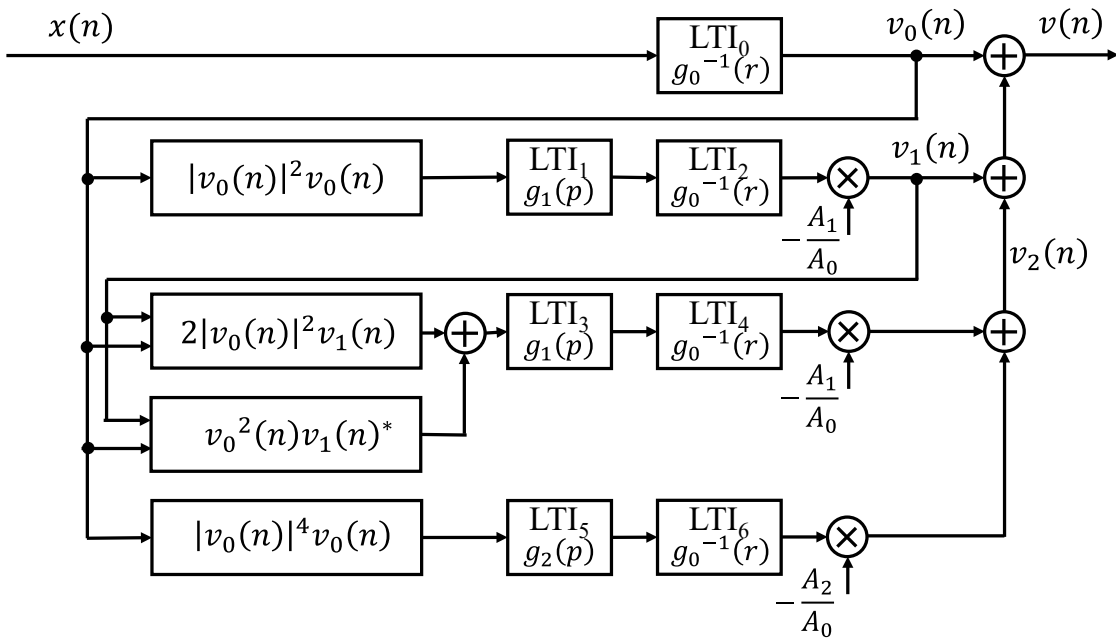 x(n)
LTI₀
g₀⁻¹(r)
v₀(n)
v(n)
|v₀(n)|²v₀(n)
LTI₁
g₁(p)
LTI₂
g₀⁻¹(r)
v₁(n)
−A₁/A₀
v₂(n)
2|v₀(n)|²v₁(n)
LTI₃
g₁(p)
LTI₄
g₀⁻¹(r)
−A₁/A₀
v₀²(n)v₁(n)*
|v₀(n)|⁴v₀(n)
LTI₅
g₂(p)
LTI₆
g₀⁻¹(r)
−A₂/A₀